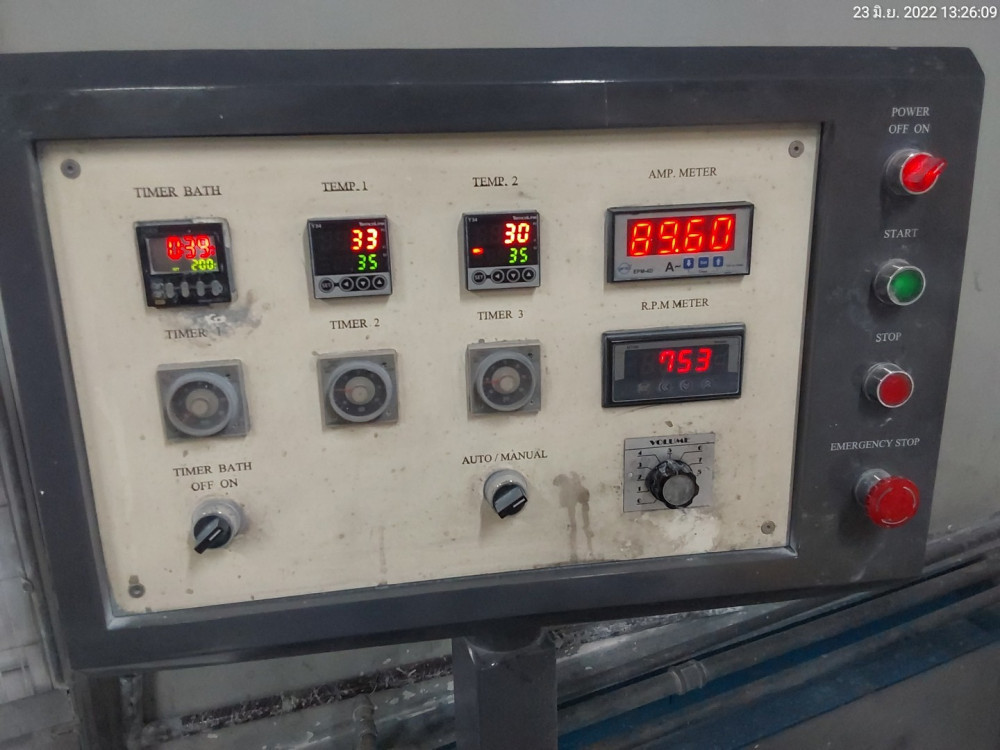 23 มิ.ย. 2022 13:26:09
POWER
OFF ON
TIMER BATH
TEMP. 1
TEMP. 2
AMP. METER
33
35
30
35
89.60
A~
START
200
TIMER 1
TIMER 2
TIMER 3
R.P.M METER
753
STOP
TIMER BATH
OFF ON
AUTO / MANUAL
VOLUME
EMERGENCY STOP